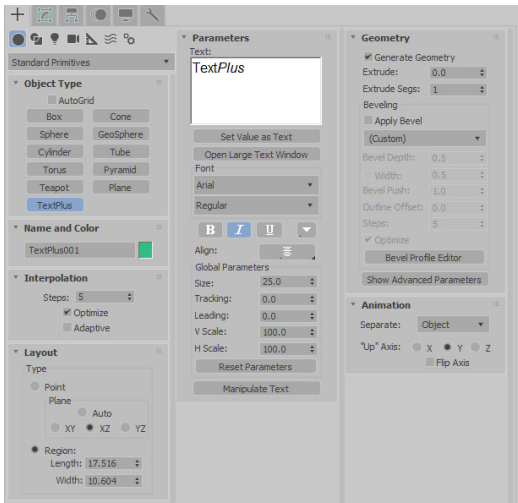 Standard Primitives
Object Type
AutoGrid
Box Cone
Sphere GeoSphere
Cylinder Tube
Torus Pyramid
Teapot Plane
TextPlus
Name and Color
TextPlus001
Interpolation
Steps: 5
Optimize
Adaptive
Layout
Type
Point
Plane
Auto
XY XZ YZ
Region:
Length: 17.516
Width: 10.604
Parameters
Text:
TextPlus
Set Value as Text
Open Large Text Window
Font
Arial
Regular
B I U
Align:
Global Parameters
Size: 25.0
Tracking: 0.0
Leading: 0.0
V Scale: 100.0
H Scale: 100.0
Reset Parameters
Manipulate Text
Geometry
Generate Geometry
Extrude: 0.0
Extrude Segs: 1
Beveling
Apply Bevel
(Custom)
Bevel Depth: 0.5
Width: 0.5
Bevel Push: 1.0
Outline Offset: 0.0
Steps: 5
Optimize
Bevel Profile Editor
Show Advanced Parameters
Animation
Separate: Object
"Up" Axis: X Y Z
Flip Axis